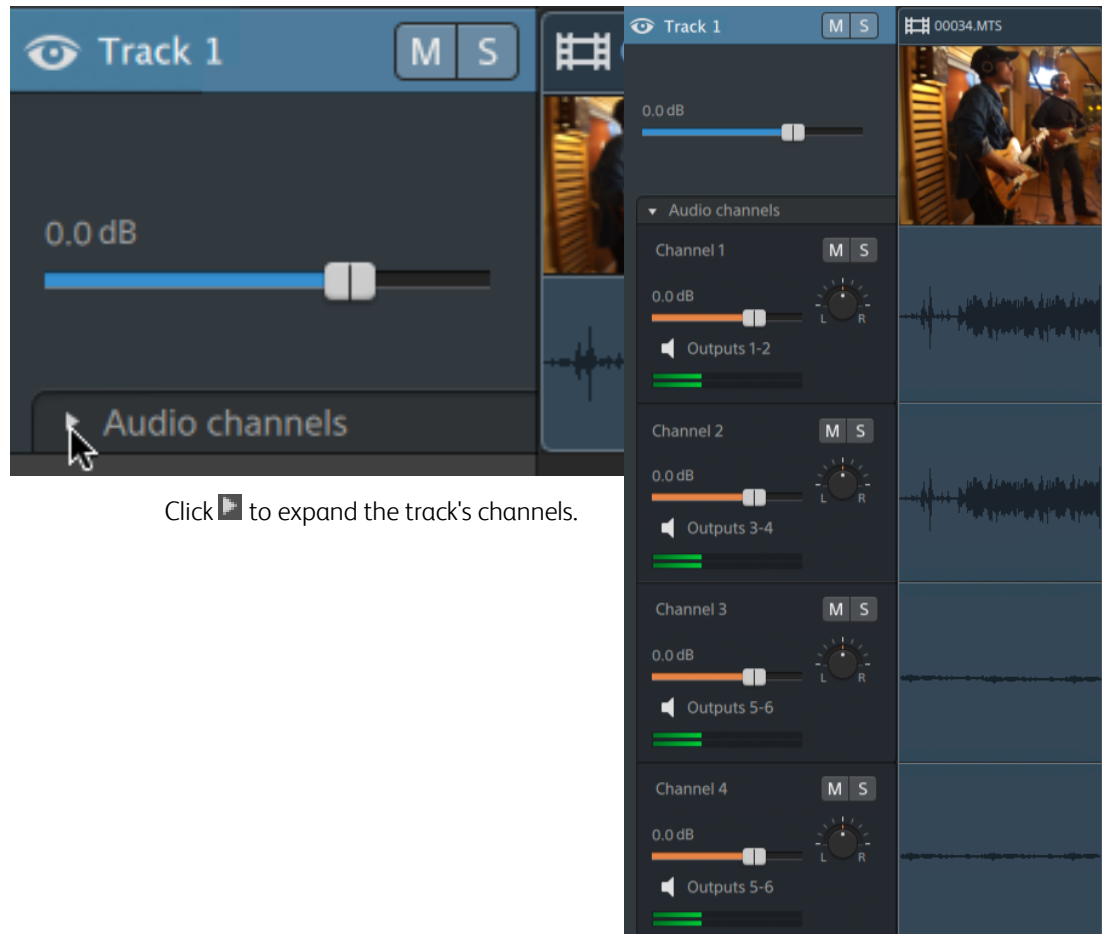 Track 1
M S
0.0 dB
Audio channels
Click to expand the track's channels.
Track 1
M S
00034.MTS
0.0 dB
Audio channels
Channel 1
M S
0.0 dB
L R
Outputs 1-2
Channel 2
M S
0.0 dB
L R
Outputs 3-4
Channel 3
M S
0.0 dB
L R
Outputs 5-6
Channel 4
M S
0.0 dB
L R
Outputs 5-6